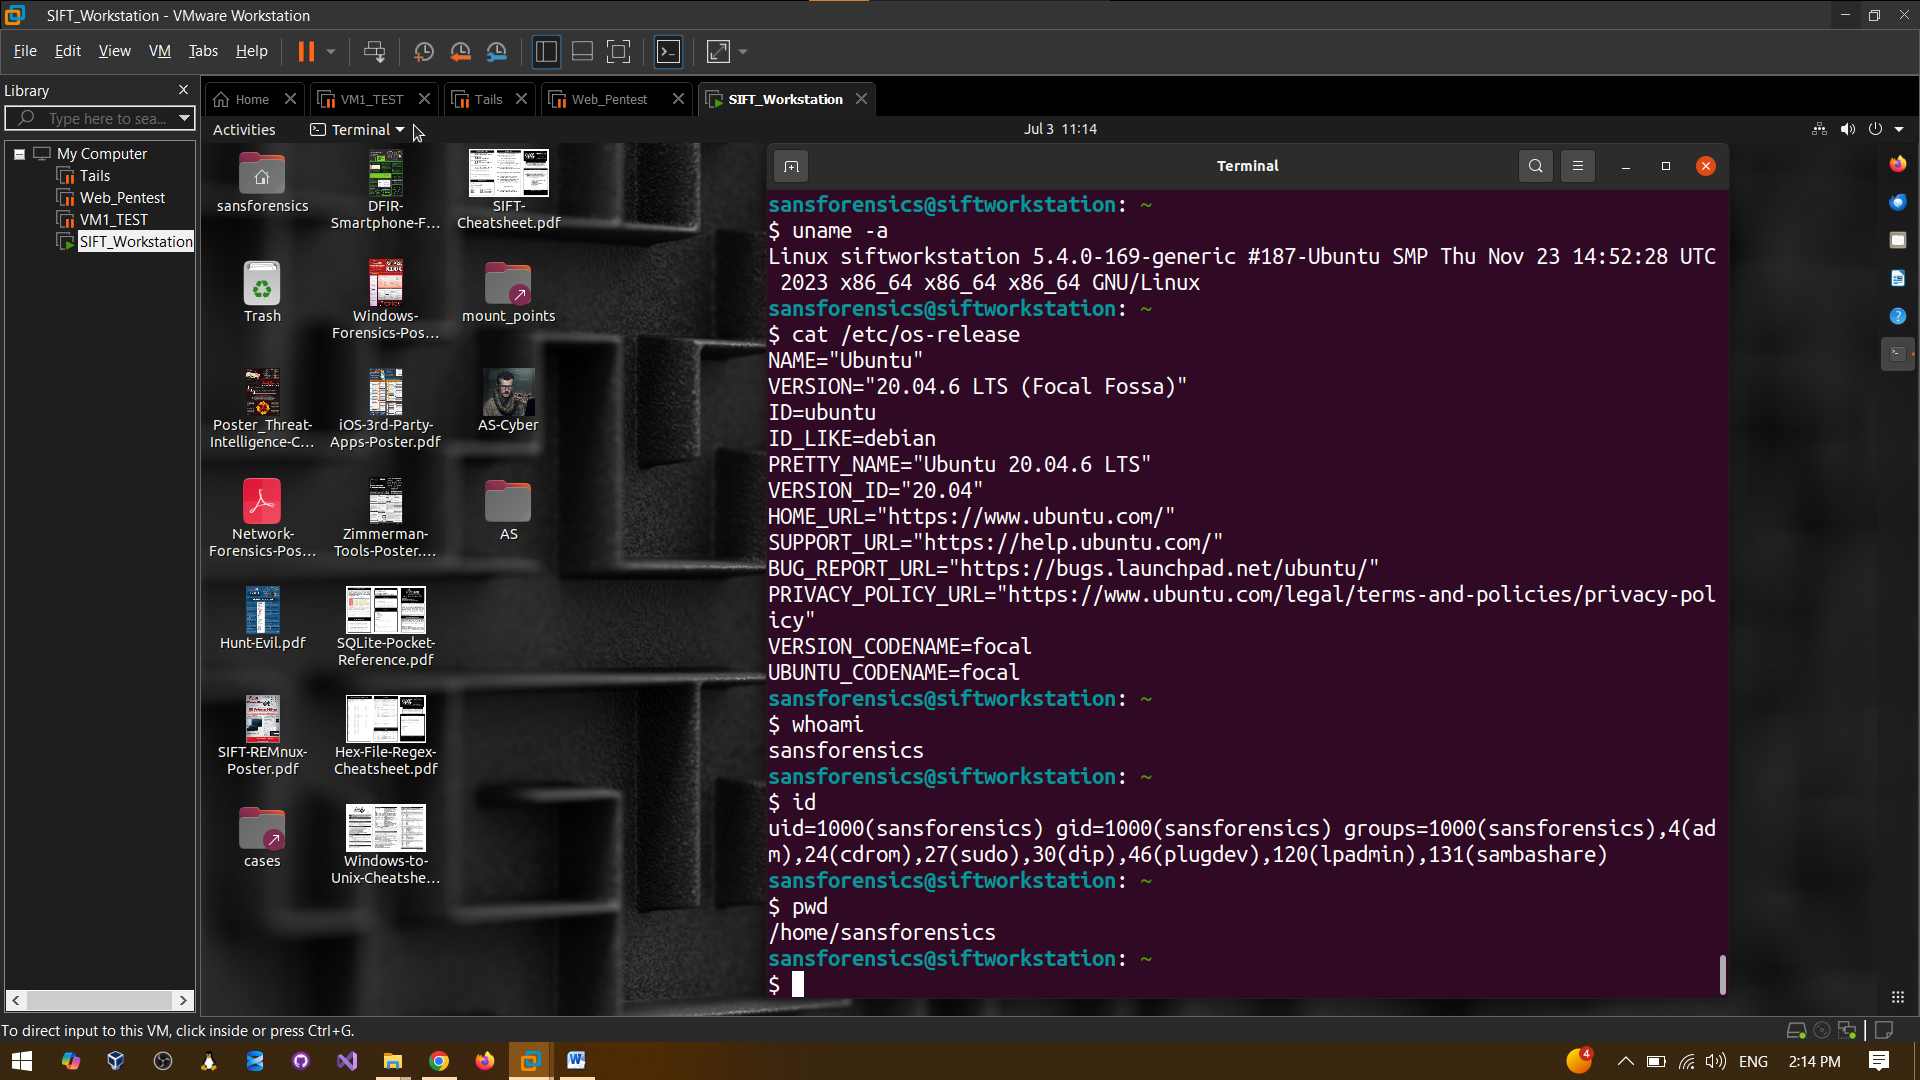 SIFT_Workstation - VMware Workstation
File Edit View VM Tabs Help
Library
Type here to sea...
My Computer
Tails
Web_Pentest
VM1_TEST
SIFT_Workstation
Home
VM1_TEST
Tails
Web_Pentest
SIFT_Workstation
Activities
Terminal
Jul 3 11:14
sansforensics
DFIR-
Smartphone-F...
SIFT-
Cheatsheet.pdf
Trash
Windows-
Forensics-Pos...
mount_points
Poster_Threat-
Intelligence-C...
iOS-3rd-Party-
Apps-Poster.pdf
AS-Cyber
Network-
Forensics-Pos...
Zimmerman-
Tools-Poster....
AS
Hunt-Evil.pdf
SQLite-Pocket-
Reference.pdf
SIFT-REMnux-
Poster.pdf
Hex-File-Regex-
Cheatsheet.pdf
cases
Windows-to-
Unix-Cheatshe...
Terminal
sansforensics@siftworkstation: ~
$ uname -a
Linux siftworkstation 5.4.0-169-generic #187-Ubuntu SMP Thu Nov 23 14:52:28 UTC
2023 x86_64 x86_64 x86_64 GNU/Linux
sansforensics@siftworkstation: ~
$ cat /etc/os-release
NAME="Ubuntu"
VERSION="20.04.6 LTS (Focal Fossa)"
ID=ubuntu
ID_LIKE=debian
PRETTY_NAME="Ubuntu 20.04.6 LTS"
VERSION_ID="20.04"
HOME_URL="https://www.ubuntu.com/"
SUPPORT_URL="https://help.ubuntu.com/"
BUG_REPORT_URL="https://bugs.launchpad.net/ubuntu/"
PRIVACY_POLICY_URL="https://www.ubuntu.com/legal/terms-and-policies/privacy-pol
icy"
VERSION_CODENAME=focal
UBUNTU_CODENAME=focal
sansforensics@siftworkstation: ~
$ whoami
sansforensics
sansforensics@siftworkstation: ~
$ id
uid=1000(sansforensics) gid=1000(sansforensics) groups=1000(sansforensics),4(ad
m),24(cdrom),27(sudo),30(dip),46(plugdev),120(lpadmin),131(sambashare)
sansforensics@siftworkstation: ~
$ pwd
/home/sansforensics
sansforensics@siftworkstation: ~
$
To direct input to this VM, click inside or press Ctrl+G.
4
ENG
2:14 PM